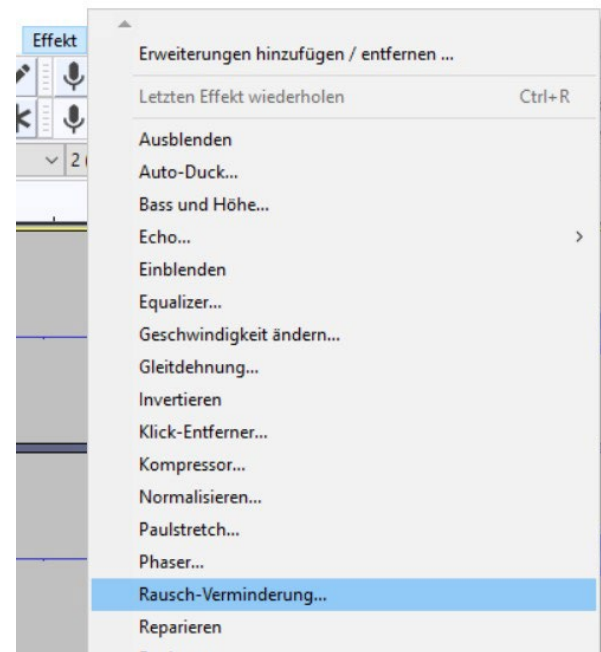 Effekt
2
Erweiterungen hinzufügen / entfernen ...
Letzten Effekt wiederholen Ctrl+R
Ausblenden
Auto-Duck...
Bass und Höhe...
Echo...
Einblenden
Equalizer...
Geschwindigkeit ändern...
Gleitdehnung...
Invertieren
Klick-Entferner...
Kompressor...
Normalisieren...
Paulstretch...
Phaser...
Rausch-Verminderung...
Reparieren